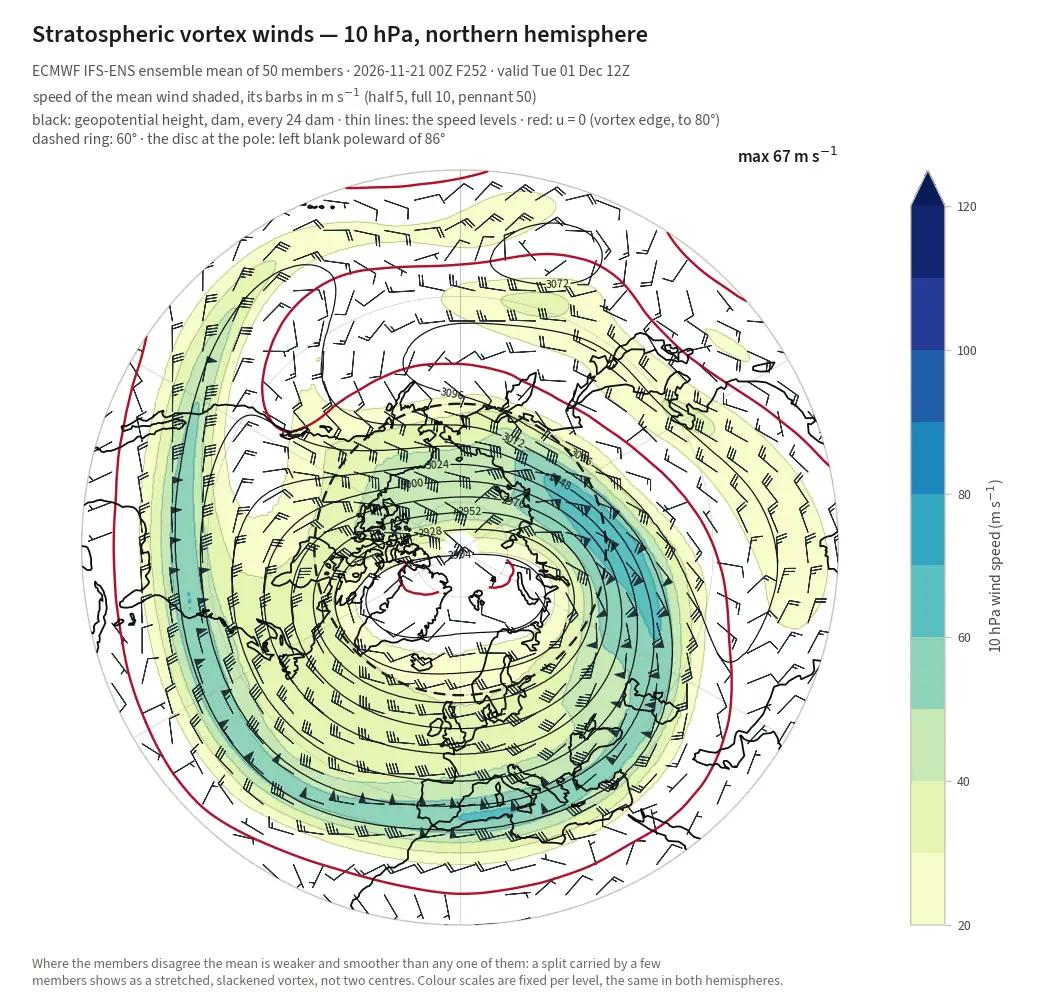 Stratospheric vortex winds — 10 hPa, northern hemisphere
ECMWF IFS-ENS ensemble mean of 50 members · 2026-11-21 00Z F252 · valid Tue 01 Dec 12Z
speed of the mean wind shaded, its barbs in m s⁻¹ (half 5, full 10, pennant 50)
black: geopotential height, dam, every 24 dam · thin lines: the speed levels · red: u = 0 (vortex edge, to 80°)
dashed ring: 60° · the disc at the pole: left blank poleward of 86°
max 67 m s⁻¹
120
100
80
60
40
20
10 hPa wind speed (m s⁻¹)
3072
3072
3024
2952
2928
Where the members disagree the mean is weaker and smoother than any one of them: a split carried by a few
members shows as a stretched, slackened vortex, not two centres. Colour scales are fixed per level, the same in both hemispheres.